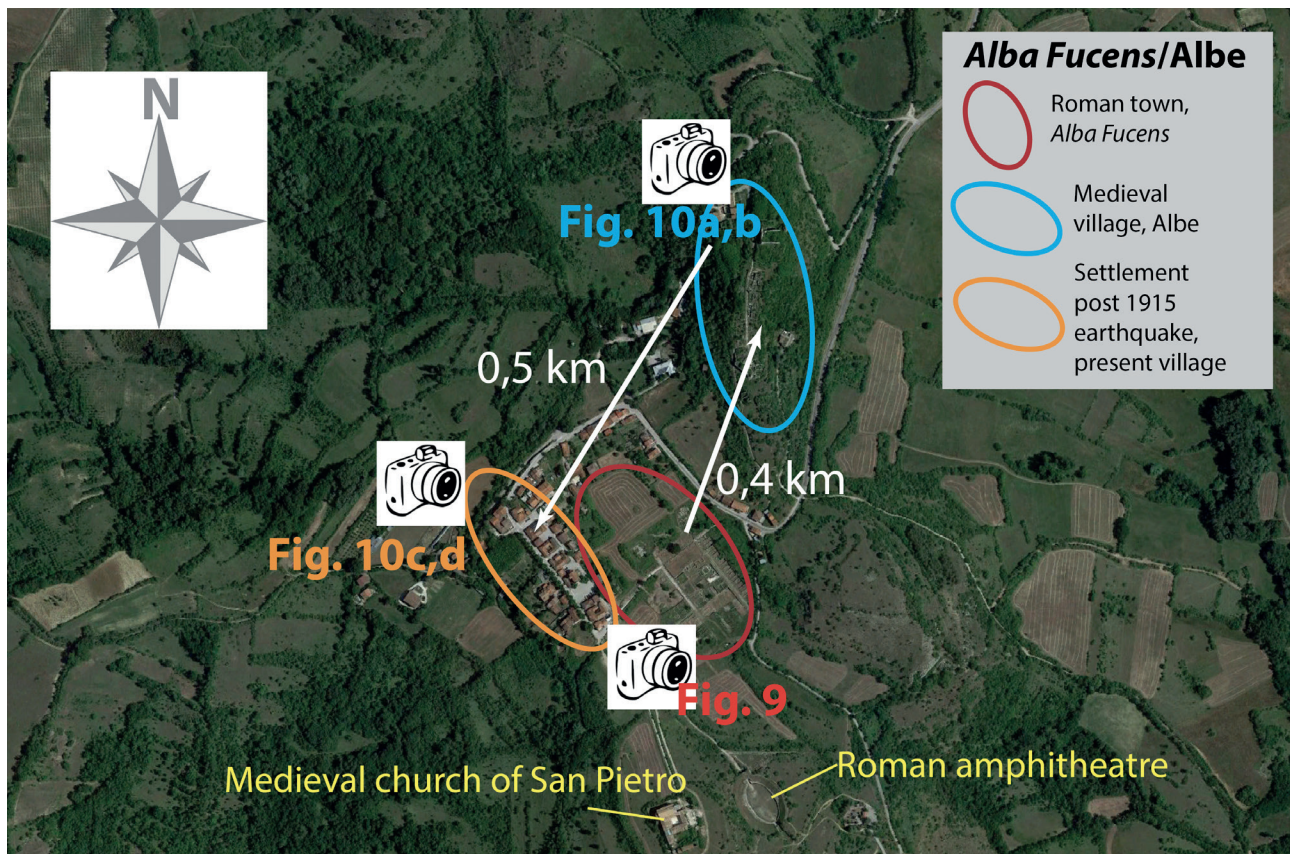 N
Alba Fucens/Albe
Roman town,
Alba Fucens
Medieval
village, Albe
Settlement
post 1915
earthquake,
present village
Fig. 10a,b
0,5 km
0,4 km
Fig. 10c,d
Fig. 9
Medieval church of San Pietro
Roman amphitheatre